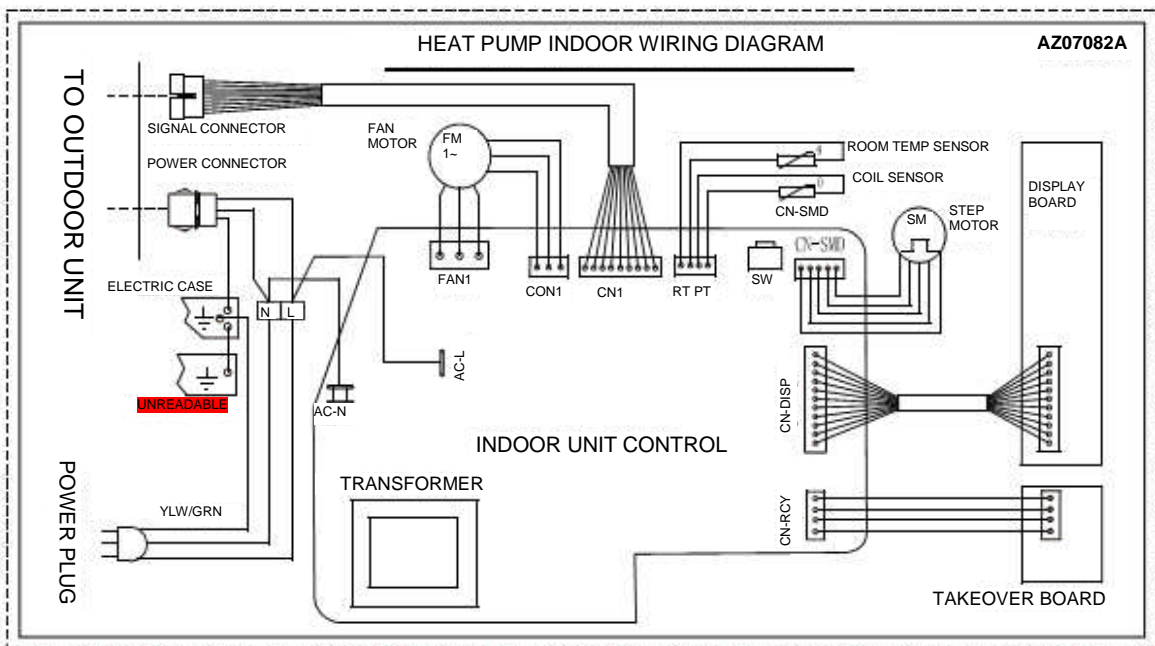 HEAT PUMP INDOOR WIRING DIAGRAM
AZ07082A
TO OUTDOOR UNIT
SIGNAL CONNECTOR
POWER CONNECTOR
FAN
MOTOR
FM
1~
ROOM TEMP SENSOR
COIL SENSOR
CN-SMD
SM
STEP
MOTOR
DISPLAY
BOARD
CN-SMD
SW
FAN1
CON1
CN1
RT PT
ELECTRIC CASE
N
L
UNREADABLE
AC-N
AC-L
CN-DISP
INDOOR UNIT CONTROL
TRANSFORMER
POWER PLUG
YLW/GRN
CN-RCY
TAKEOVER BOARD